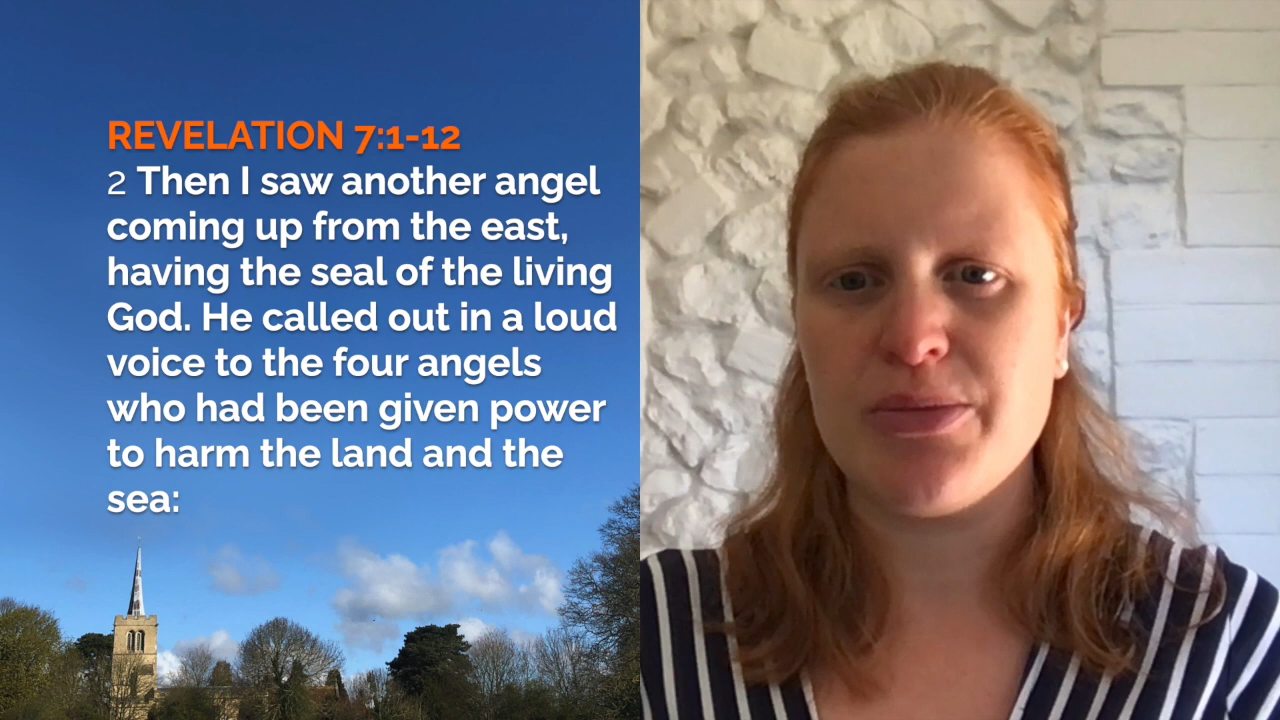 REVELATION 7:1-12
2 Then I saw another angel
coming up from the east,
having the seal of the living
God. He called out in a loud
voice to the four angels
who had been given power
to harm the land and the
sea: